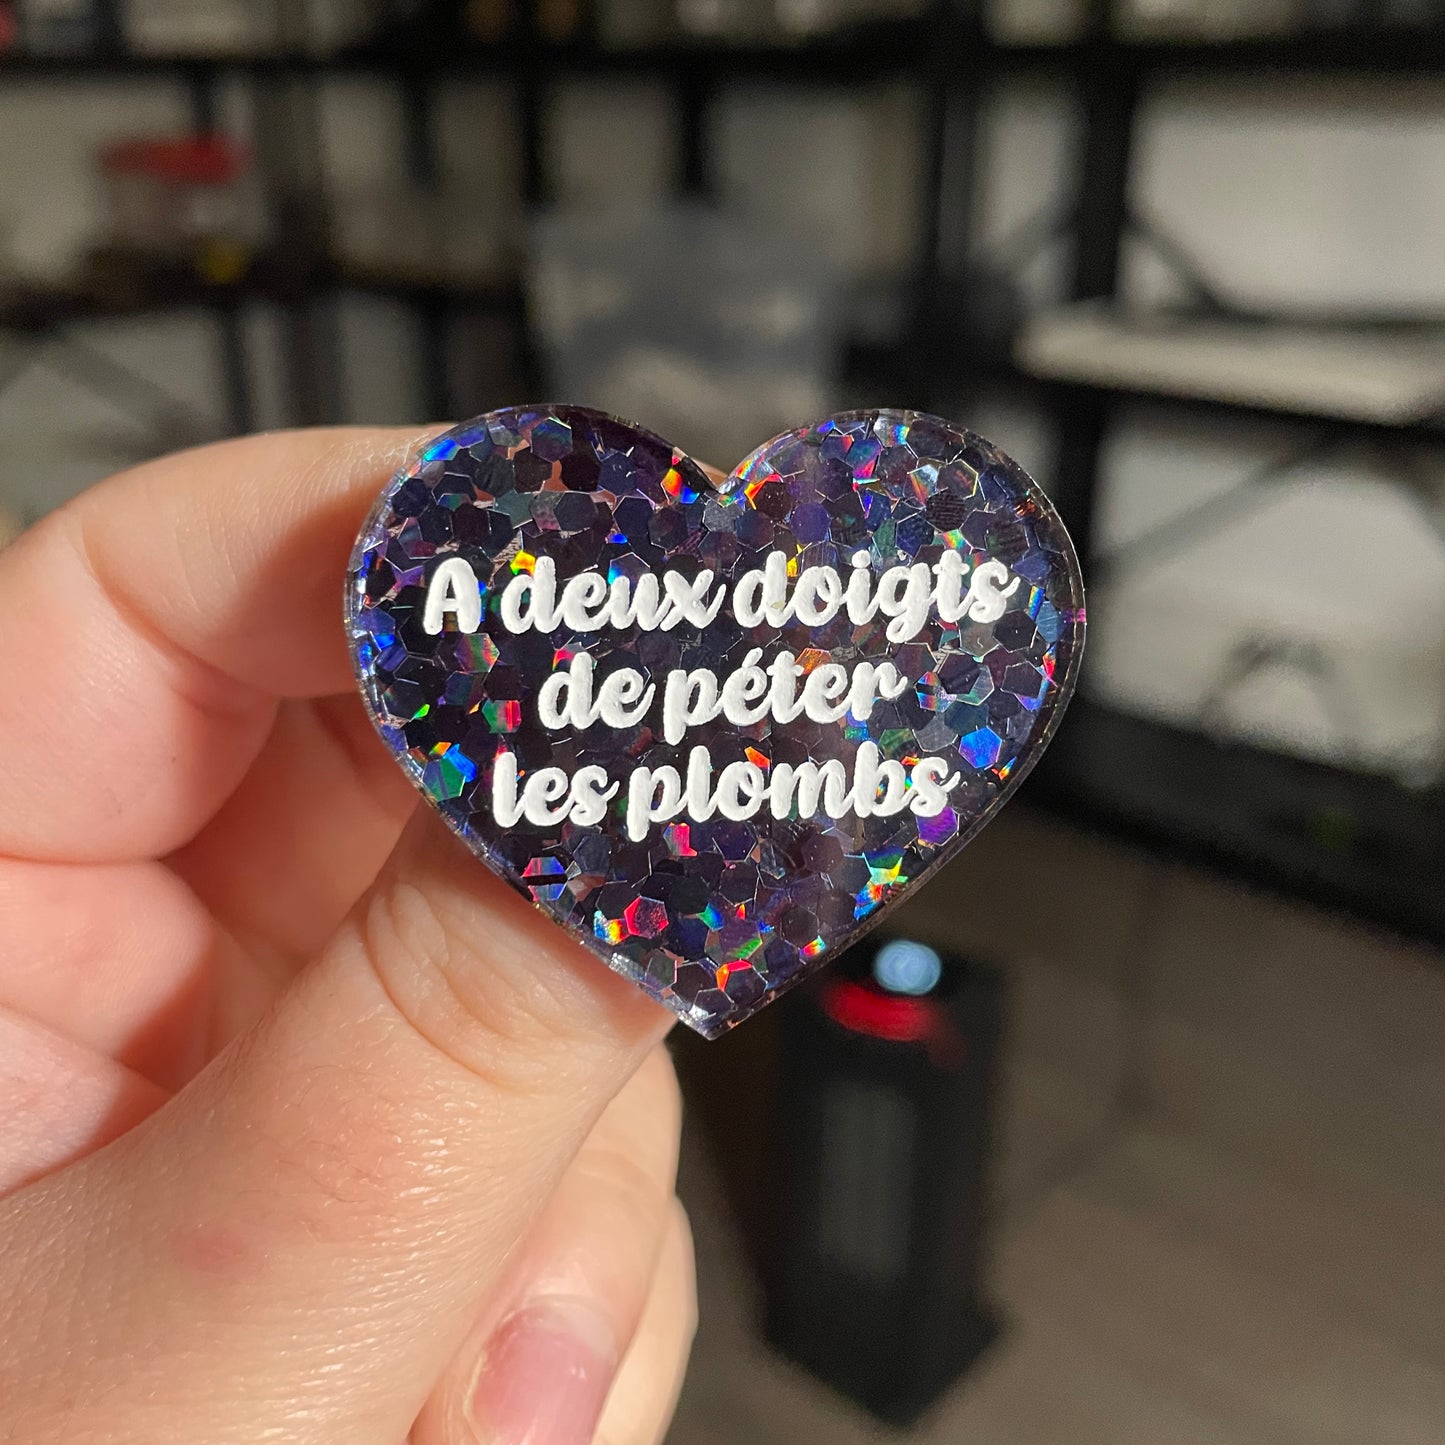 A deux doigts
de péter
les plombs